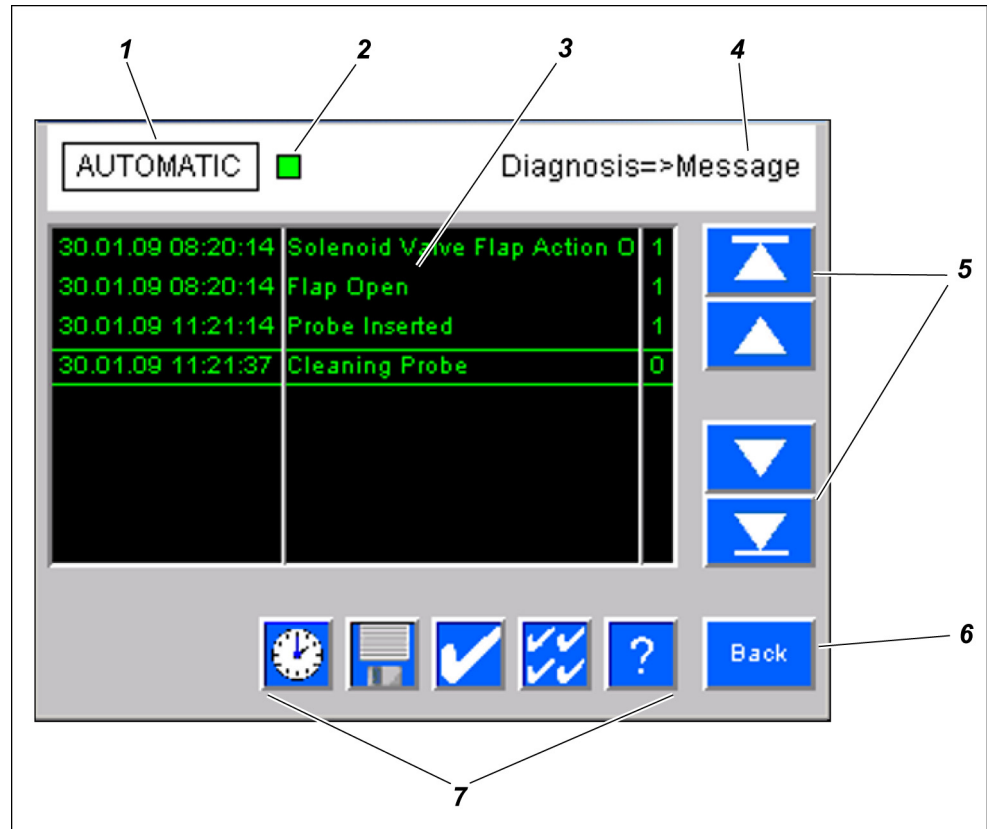 1 2 3 4
AUTOMATIC Diagnosis=>Message
30.01.09 08:20:14 Solenoid Valve Flap Action O 1
30.01.09 08:20:14 Flap Open 1
30.01.09 11:21:14 Probe Inserted 1
30.01.09 11:21:37 Cleaning Probe 0
5
? Back 6
7